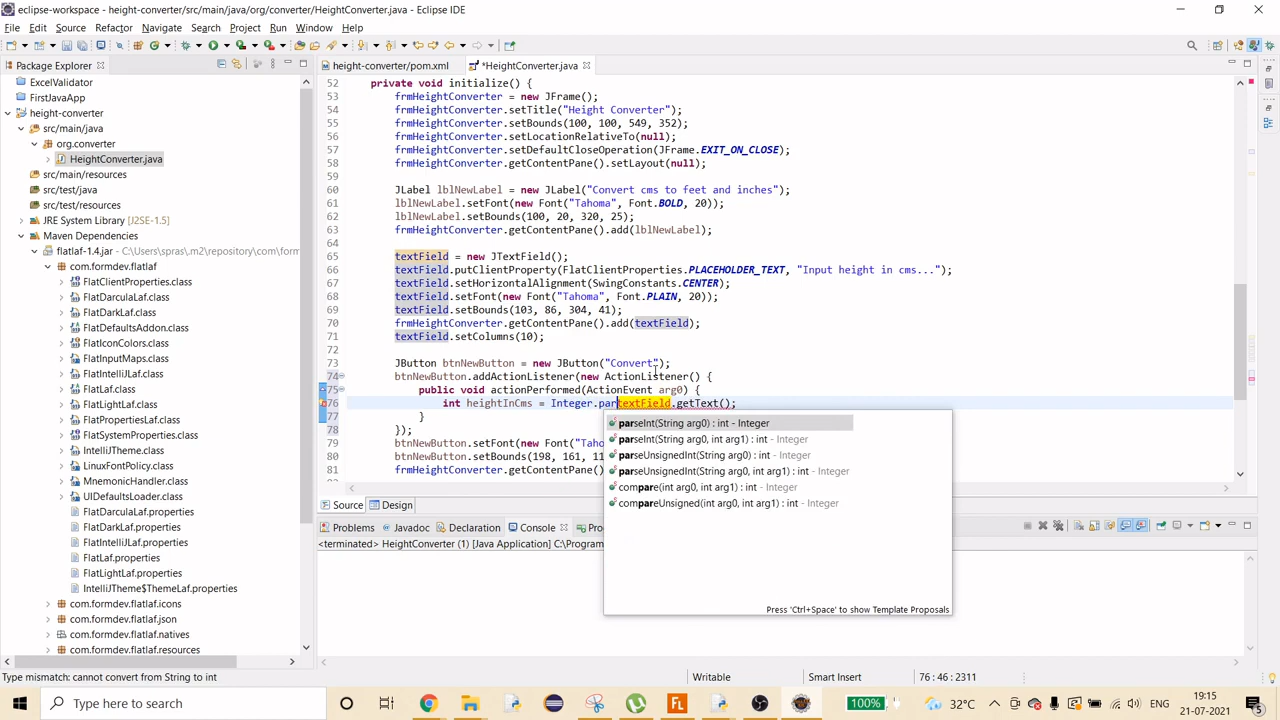 eclipse-workspace - height-converter/src/main/java/org/converter/HeightConverter.java - Eclipse IDE
File Edit Source Refactor Navigate Search Project Run Window Help
Package Explorer
ExcelValidator
FirstJavaApp
height-converter
src/main/java
org.converter
HeightConverter.java
src/main/resources
src/test/java
src/test/resources
JRE System Library [J2SE-1.5]
Maven Dependencies
flatlaf-1.4.jar - C:\Users\spras\.m2\repository\com\form
com.formdev.flatlaf
FlatClientProperties.class
FlatDarculaLaf.class
FlatDarkLaf.class
FlatDefaultsAddon.class
FlatIconColors.class
FlatInputMaps.class
FlatIntelliJLaf.class
FlatLaf.class
FlatLightLaf.class
FlatPropertiesLaf.class
FlatSystemProperties.class
IntelliJTheme.class
LinuxFontPolicy.class
MnemonicHandler.class
UIDefaultsLoader.class
FlatDarculaLaf.properties
FlatDarkLaf.properties
FlatIntelliJLaf.properties
FlatLaf.properties
FlatLightLaf.properties
IntelliJTheme$ThemeLaf.properties
com.formdev.flatlaf.icons
com.formdev.flatlaf.json
com.formdev.flatlaf.natives
com.formdev.flatlaf.resources
height-converter/pom.xml *HeightConverter.java
52 private void initialize() {
53 frmHeightConverter = new JFrame();
54 frmHeightConverter.setTitle("Height Converter");
55 frmHeightConverter.setBounds(100, 100, 549, 352);
56 frmHeightConverter.setLocationRelativeTo(null);
57 frmHeightConverter.setDefaultCloseOperation(JFrame.EXIT_ON_CLOSE);
58 frmHeightConverter.getContentPane().setLayout(null);
59
60 JLabel lblNewLabel = new JLabel("Convert cms to feet and inches");
61 lblNewLabel.setFont(new Font("Tahoma", Font.BOLD, 20));
62 lblNewLabel.setBounds(100, 20, 320, 25);
63 frmHeightConverter.getContentPane().add(lblNewLabel);
64
65 textField = new JTextField();
66 textField.putClientProperty(FlatClientProperties.PLACEHOLDER_TEXT, "Input height in cms...");
67 textField.setHorizontalAlignment(SwingConstants.CENTER);
68 textField.setFont(new Font("Tahoma", Font.PLAIN, 20));
69 textField.setBounds(103, 86, 304, 41);
70 frmHeightConverter.getContentPane().add(textField);
71 textField.setColumns(10);
72
73 JButton btnNewButton = new JButton("Convert");
74 btnNewButton.addActionListener(new ActionListener() {
75 public void actionPerformed(ActionEvent arg0) {
76 int heightInCms = Integer.partextField.getText();
77 }
78 });
79 btnNewButton.setFont(new Font("Taho
80 btnNewButton.setBounds(198, 161, 11
81 frmHeightConverter.getContentPane()
parseInt(String arg0) : int - Integer
parseInt(String arg0, int arg1) : int - Integer
parseUnsignedInt(String arg0) : int - Integer
parseUnsignedInt(String arg0, int arg1) : int - Integer
compare(int arg0, int arg1) : int - Integer
compareUnsigned(int arg0, int arg1) : int - Integer
Press 'Ctrl+Space' to show Template Proposals
Source Design
Problems Javadoc Declaration Console Pro
<terminated> HeightConverter (1) [Java Application] C:\Program
Type mismatch: cannot convert from String to int Writable Smart Insert 76 : 46 : 2311
Type here to search 100% 32°C ENG 19:15
21-07-2021 5